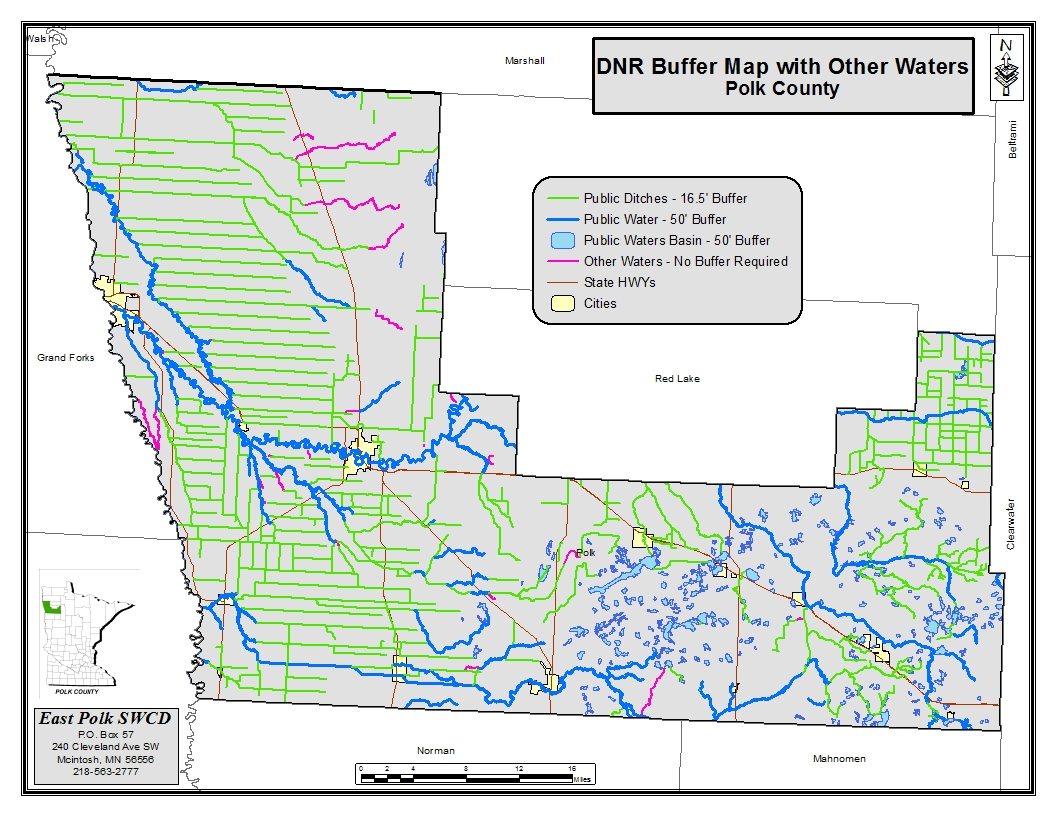 Walsh
Marshall
DNR Buffer Map with Other Waters
Polk County
N
Beltrami
Public Ditches - 16.5' Buffer
Public Water - 50' Buffer
Public Waters Basin - 50' Buffer
Other Waters - No Buffer Required
State HWYs
Cities
Grand Forks
Red Lake
Clearwater
Polk
POLK COUNTY
East Polk SWCD
P.O. Box 57
240 Cleveland Ave SW
Mcintosh, MN 56556
218-563-2777
Norman
Mahnomen
0 2 4 8 12 16
Miles